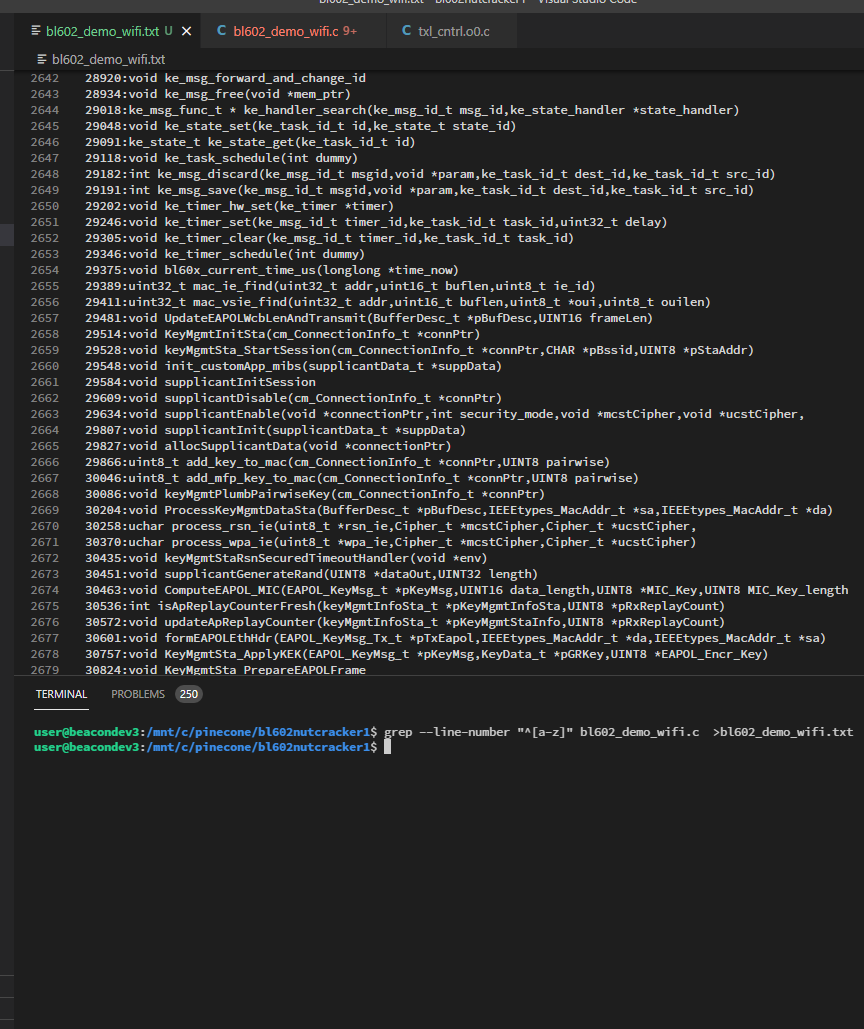 bl602_demo_wifi.txt - bl602nutcracker1 - Visual Studio Code
bl602_demo_wifi.txt U bl602_demo_wifi.c 9+ txl_cntrl.o0.c
bl602_demo_wifi.txt
2642 28920:void ke_msg_forward_and_change_id
2643 28934:void ke_msg_free(void *mem_ptr)
2644 29018:ke_msg_func_t * ke_handler_search(ke_msg_id_t msg_id,ke_state_handler *state_handler)
2645 29048:void ke_state_set(ke_task_id_t id,ke_state_t state_id)
2646 29091:ke_state_t ke_state_get(ke_task_id_t id)
2647 29118:void ke_task_schedule(int dummy)
2648 29182:int ke_msg_discard(ke_msg_id_t msgid,void *param,ke_task_id_t dest_id,ke_task_id_t src_id)
2649 29191:int ke_msg_save(ke_msg_id_t msgid,void *param,ke_task_id_t dest_id,ke_task_id_t src_id)
2650 29202:void ke_timer_hw_set(ke_timer *timer)
2651 29246:void ke_timer_set(ke_msg_id_t timer_id,ke_task_id_t task_id,uint32_t delay)
2652 29305:void ke_timer_clear(ke_msg_id_t timer_id,ke_task_id_t task_id)
2653 29346:void ke_timer_schedule(int dummy)
2654 29375:void bl60x_current_time_us(longlong *time_now)
2655 29389:uint32_t mac_ie_find(uint32_t addr,uint16_t buflen,uint8_t ie_id)
2656 29411:uint32_t mac_vsie_find(uint32_t addr,uint16_t buflen,uint8_t *oui,uint8_t ouilen)
2657 29481:void UpdateEAPOLWcbLenAndTransmit(BufferDesc_t *pBufDesc,UINT16 frameLen)
2658 29514:void KeyMgmtInitSta(cm_ConnectionInfo_t *connPtr)
2659 29528:void keyMgmtSta_StartSession(cm_ConnectionInfo_t *connPtr,CHAR *pBssid,UINT8 *pStaAddr)
2660 29548:void init_customApp_mibs(supplicantData_t *suppData)
2661 29584:void supplicantInitSession
2662 29609:void supplicantDisable(cm_ConnectionInfo_t *connPtr)
2663 29634:void supplicantEnable(void *connectionPtr,int security_mode,void *mcstCipher,void *ucstCipher,
2664 29807:void supplicantInit(supplicantData_t *suppData)
2665 29827:void allocSupplicantData(void *connectionPtr)
2666 29866:uint8_t add_key_to_mac(cm_ConnectionInfo_t *connPtr,UINT8 pairwise)
2667 30046:uint8_t add_mfp_key_to_mac(cm_ConnectionInfo_t *connPtr,UINT8 pairwise)
2668 30086:void keyMgmtPlumbPairwiseKey(cm_ConnectionInfo_t *connPtr)
2669 30204:void ProcessKeyMgmtDataSta(BufferDesc_t *pBufDesc,IEEEtypes_MacAddr_t *sa,IEEEtypes_MacAddr_t *da)
2670 30258:uchar process_rsn_ie(uint8_t *rsn_ie,Cipher_t *mcstCipher,Cipher_t *ucstCipher,
2671 30370:uchar process_wpa_ie(uint8_t *wpa_ie,Cipher_t *mcstCipher,Cipher_t *ucstCipher)
2672 30435:void keyMgmtStaRsnSecuredTimeoutHandler(void *env)
2673 30451:void supplicantGenerateRand(UINT8 *dataOut,UINT32 length)
2674 30463:void ComputeEAPOL_MIC(EAPOL_KeyMsg_t *pKeyMsg,UINT16 data_length,UINT8 *MIC_Key,UINT8 MIC_Key_length
2675 30536:int isApReplayCounterFresh(keyMgmtInfoSta_t *pKeyMgmtInfoSta,UINT8 *pRxReplayCount)
2676 30572:void updateApReplayCounter(keyMgmtInfoSta_t *pKeyMgmtStaInfo,UINT8 *pRxReplayCount)
2677 30601:void formEAPOLEthHdr(EAPOL_KeyMsg_Tx_t *pTxEapol,IEEEtypes_MacAddr_t *da,IEEEtypes_MacAddr_t *sa)
2678 30757:void KeyMgmtSta_ApplyKEK(EAPOL_KeyMsg_t *pKeyMsg,KeyData_t *pGRKey,UINT8 *EAPOL_Encr_Key)
2679 30824:void KeyMgmtSta_PrepareEAPOLFrame
TERMINAL PROBLEMS 250
user@beacondev3:/mnt/c/pinecone/bl602nutcracker1$ grep --line-number "^[a-z]" bl602_demo_wifi.c >bl602_demo_wifi.txt
user@beacondev3:/mnt/c/pinecone/bl602nutcracker1$